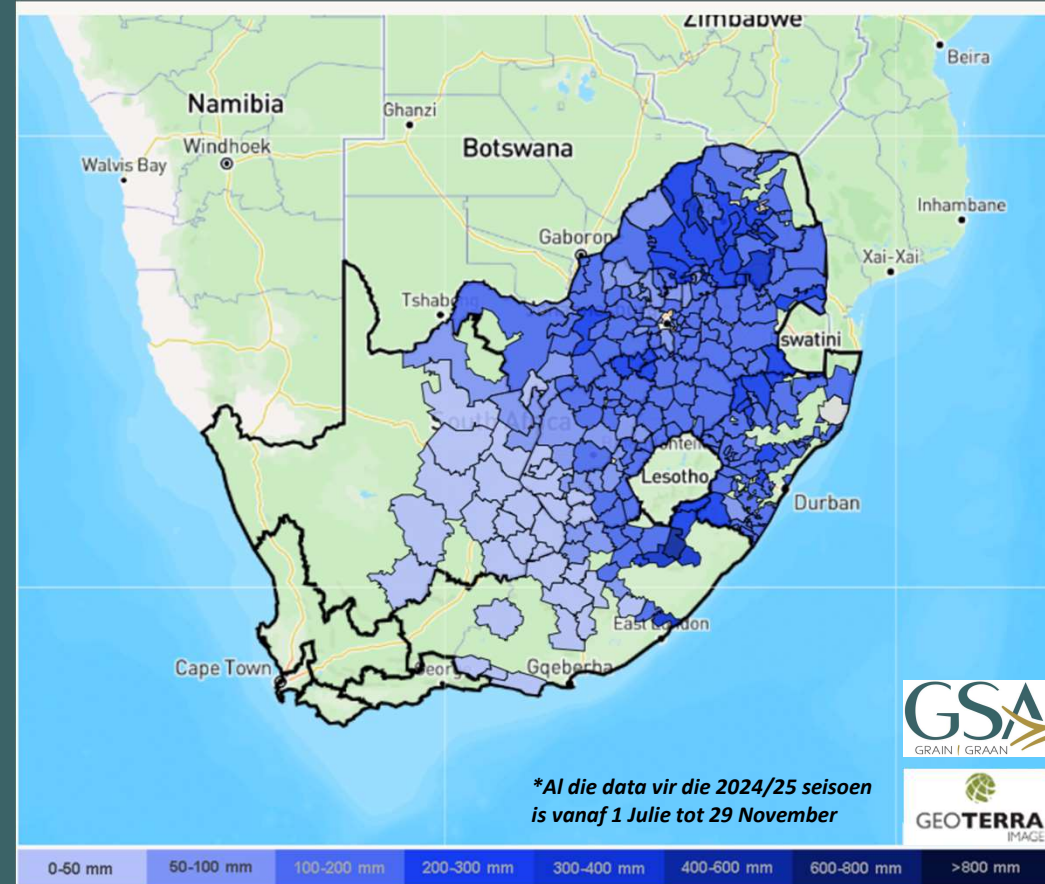 Zimbabwe
Beira
Namibia
Ghanzi
Windhoek
Botswana
Walvis Bay
Inhambane
Gaborone
Xai-Xai
Tshabong
swatini
South Africa
Lesotho
Durban
East London
Cape Town
George
Gqeberha
GSA
GRAIN | GRAAN
*Al die data vir die 2024/25 seisoen
is vanaf 1 Julie tot 29 November
GEOTERRA
IMAGE
0-50 mm 50-100 mm 100-200 mm 200-300 mm 300-400 mm 400-600 mm 600-800 mm >800 mm